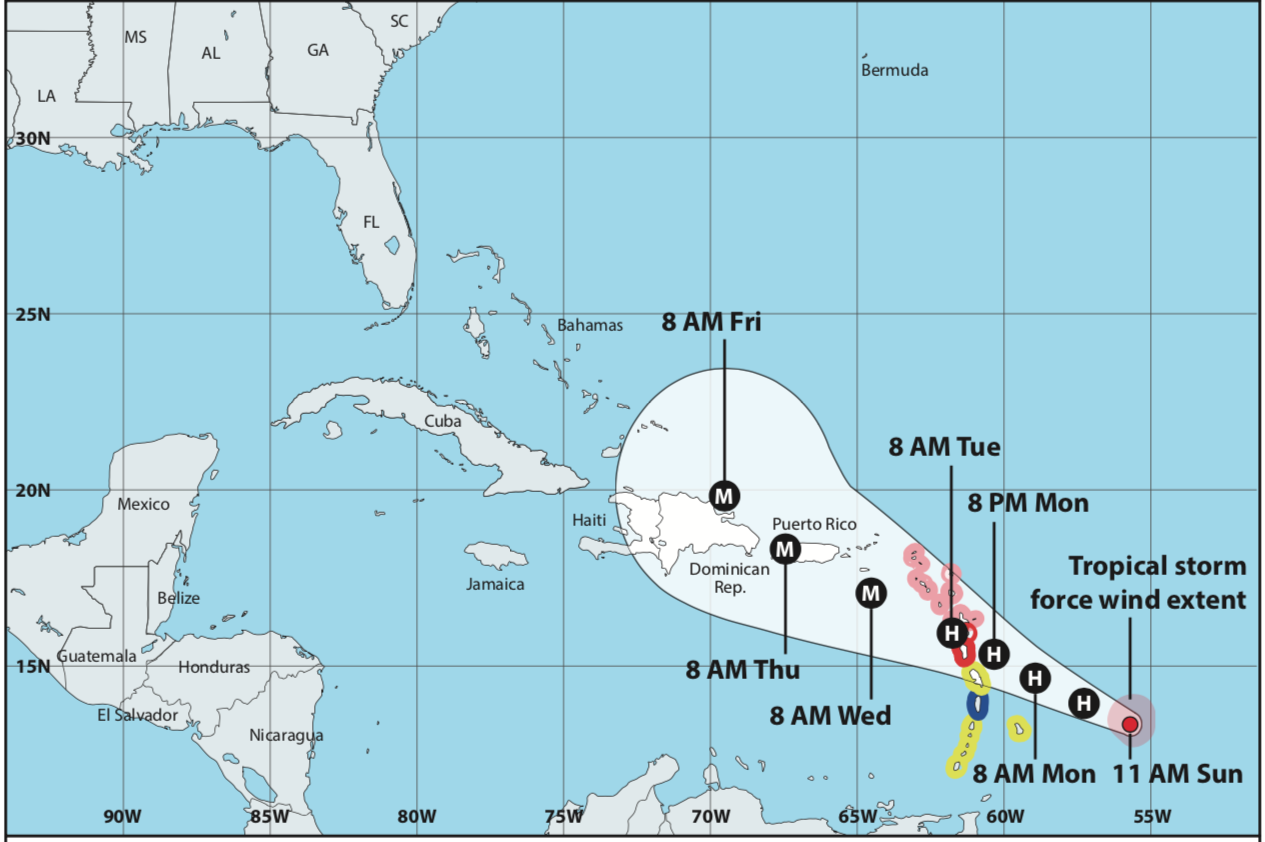 SC
MS
AL
GA
LA
Bermuda
30N
FL
25N
Bahamas
8 AM Fri
Cuba
8 AM Tue
20N
M
Mexico
8 PM Mon
Haiti
Puerto Rico
M
Dominican
Rep.
Jamaica
Tropical storm
force wind extent
Belize
M
H
Guatemala
Honduras
15N
H
8 AM Thu
H
El Salvador
8 AM Wed
H
Nicaragua
8 AM Mon
11 AM Sun
90W
85W
80W
75W
70W
65W
60W
55W